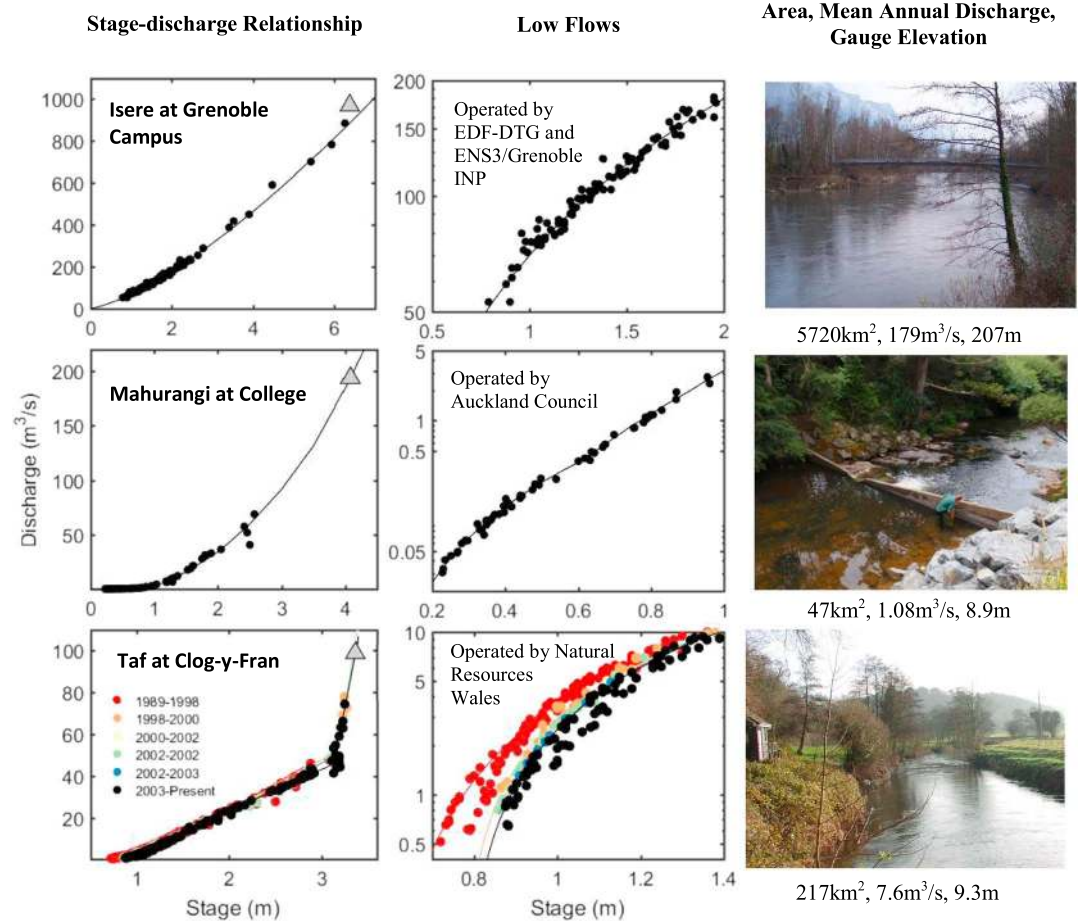 Stage-discharge Relationship
Low Flows
Area, Mean Annual Discharge,
Gauge Elevation
Isere at Grenoble
Campus
1000
800
600
400
200
0
0
2
4
6
Operated by
EDF-DTG and
ENS3/Grenoble
INP
200
150
100
50
0.5
1
1.5
2
5720km², 179m³/s, 207m
Discharge (m³/s)
Mahurangi at College
200
150
100
50
0
1
2
3
4
Operated by
Auckland Council
5
1
0.5
0.05
0.2
0.4
0.6
0.8
1
47km², 1.08m³/s, 8.9m
Taf at Clog-y-Fran
100
80
60
40
20
1989-1998
1998-2000
2000-2002
2002-2002
2002-2003
2003-Present
1
2
3
Stage (m)
Operated by Natural
Resources
Wales
10
5
1
0.5
0.8
1
1.2
1.4
Stage (m)
217km², 7.6m³/s, 9.3m